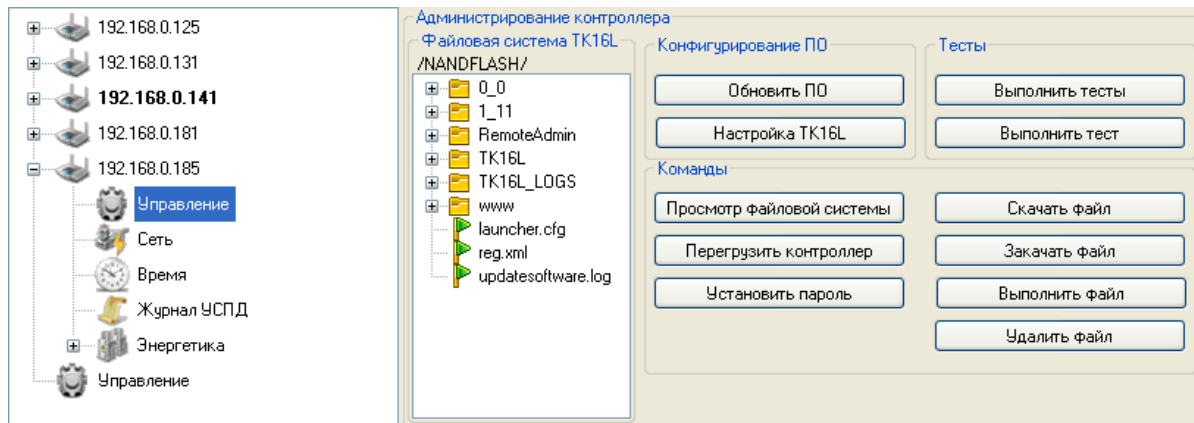 192.168.0.125
192.168.0.131
192.168.0.141
192.168.0.181
192.168.0.185
Управление
Сеть
Время
Журнал УСПД
Энергетика
Управление
Администрирование контроллера
Файловая система TK16L
/NANDFLASH/
0_0
1_11
RemoteAdmin
TK16L
TK16L_LOGS
www
launcher.cfg
reg.xml
updatesoftware.log
Конфигурирование ПО
Обновить ПО
Настройка TK16L
Тесты
Выполнить тесты
Выполнить тест
Команды
Просмотр файловой системы
Скачать файл
Перегрузить контроллер
Закачать файл
Установить пароль
Выполнить файл
Удалить файл